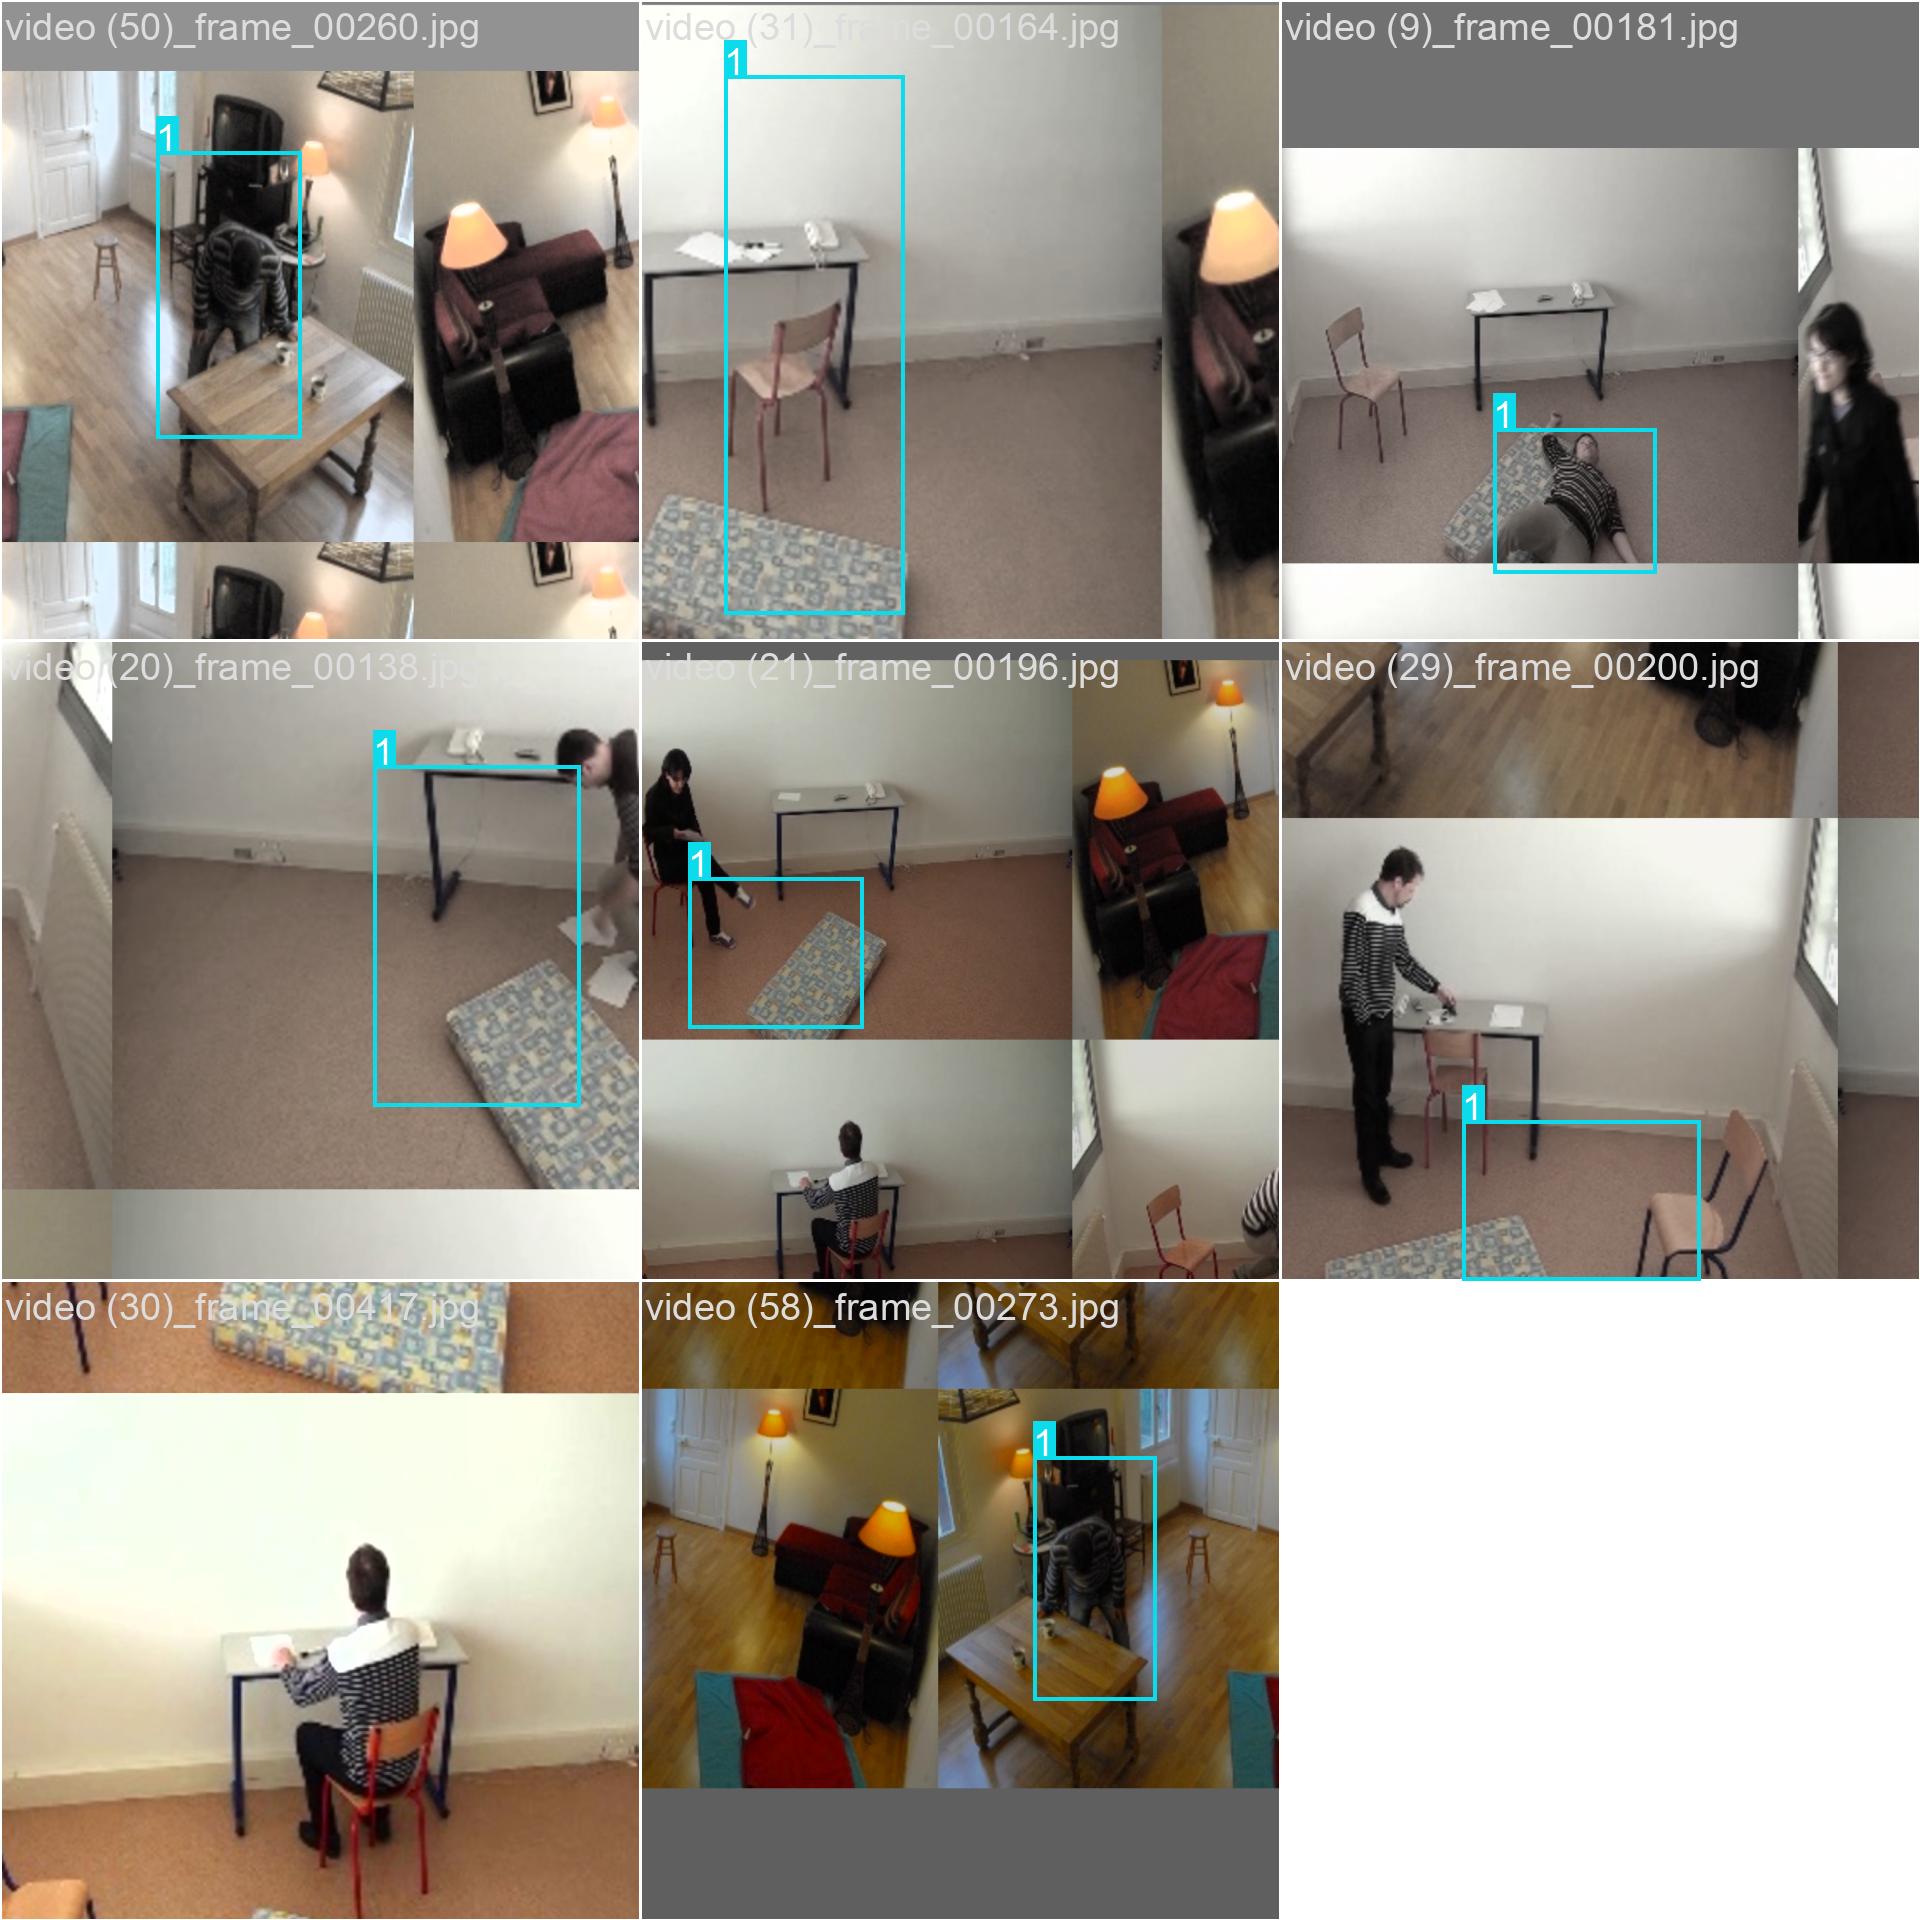 video (50)_frame_00260.jpg
video (31)_frame_00164.jpg
video (9)_frame_00181.jpg
1
1
1
video (20)_frame_00138.jpg
video (21)_frame_00196.jpg
video (29)_frame_00200.jpg
1
1
1
video (30)_frame_00417.jpg
video (58)_frame_00273.jpg
1